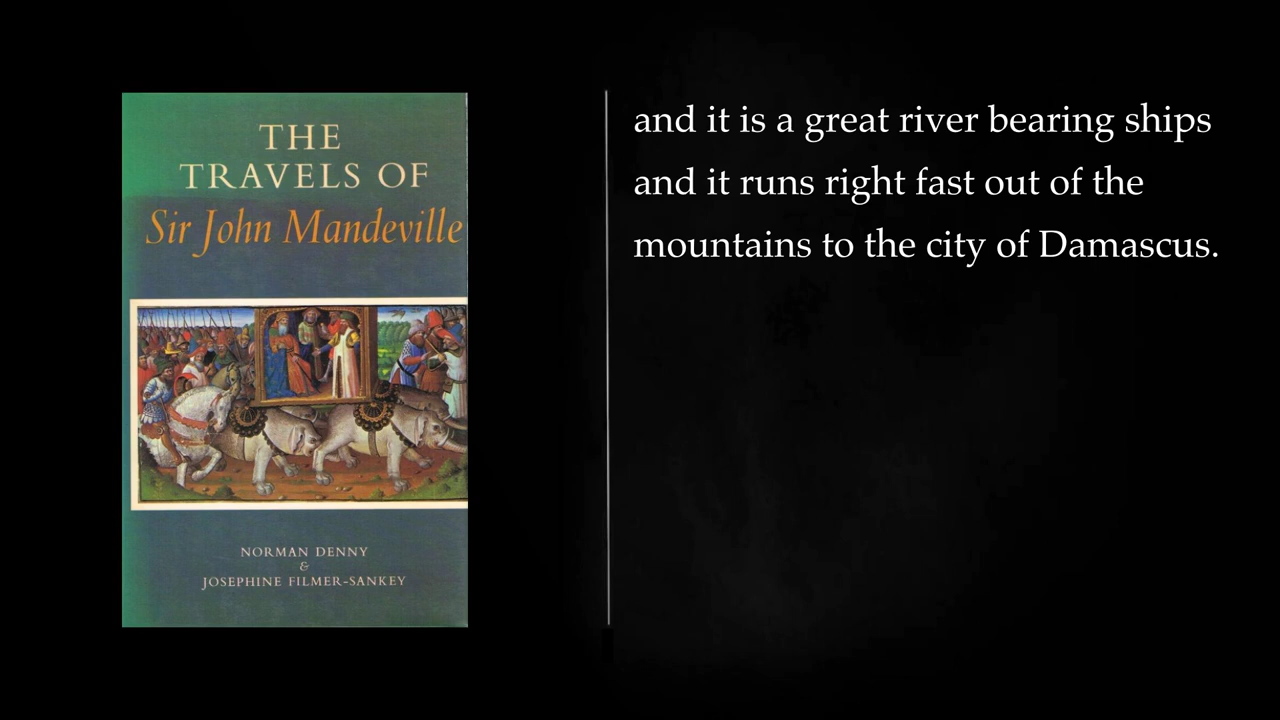 THE
TRAVELS OF
Sir John Mandeville
NORMAN DENNY
&
JOSEPHINE FILMER-SANKEY
and it is a great river bearing ships
and it runs right fast out of the
mountains to the city of Damascus.